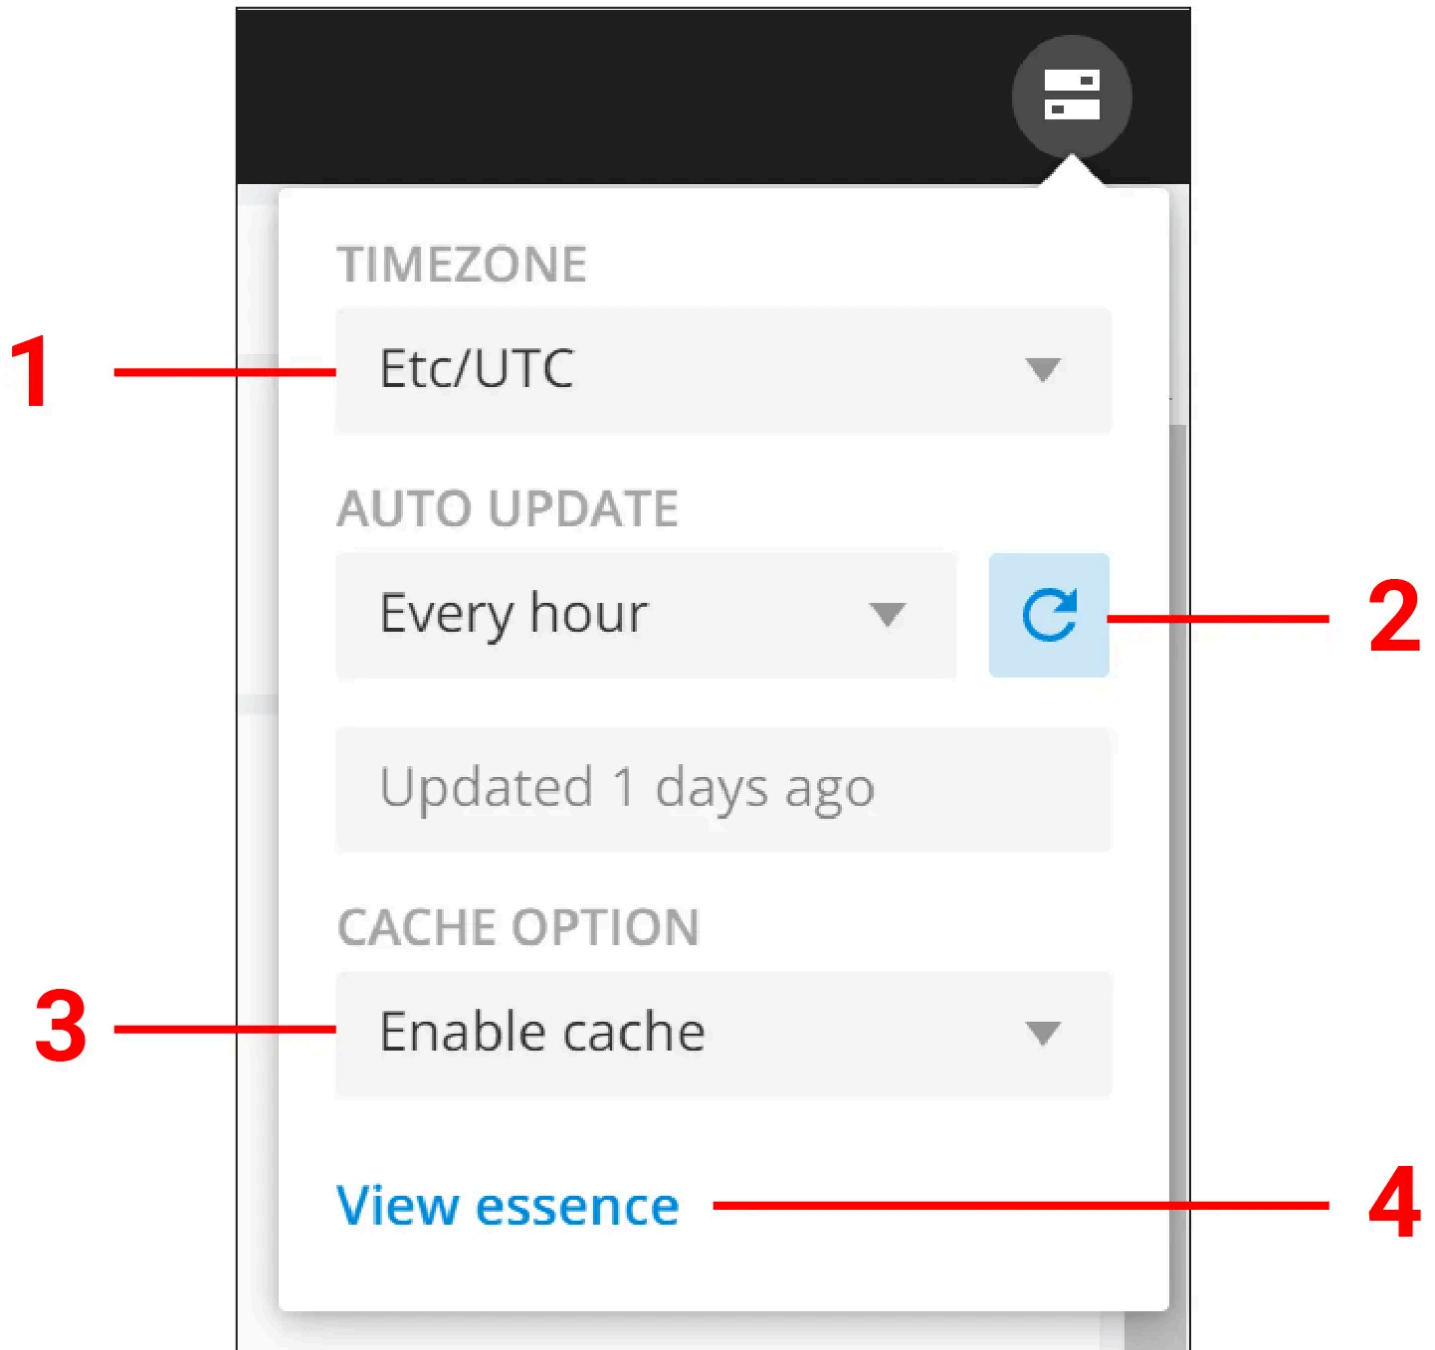 TIMEZONE
1
Etc/UTC
AUTO UPDATE
Every hour
2
Updated 1 days ago
CACHE OPTION
3
Enable cache
View essence
4